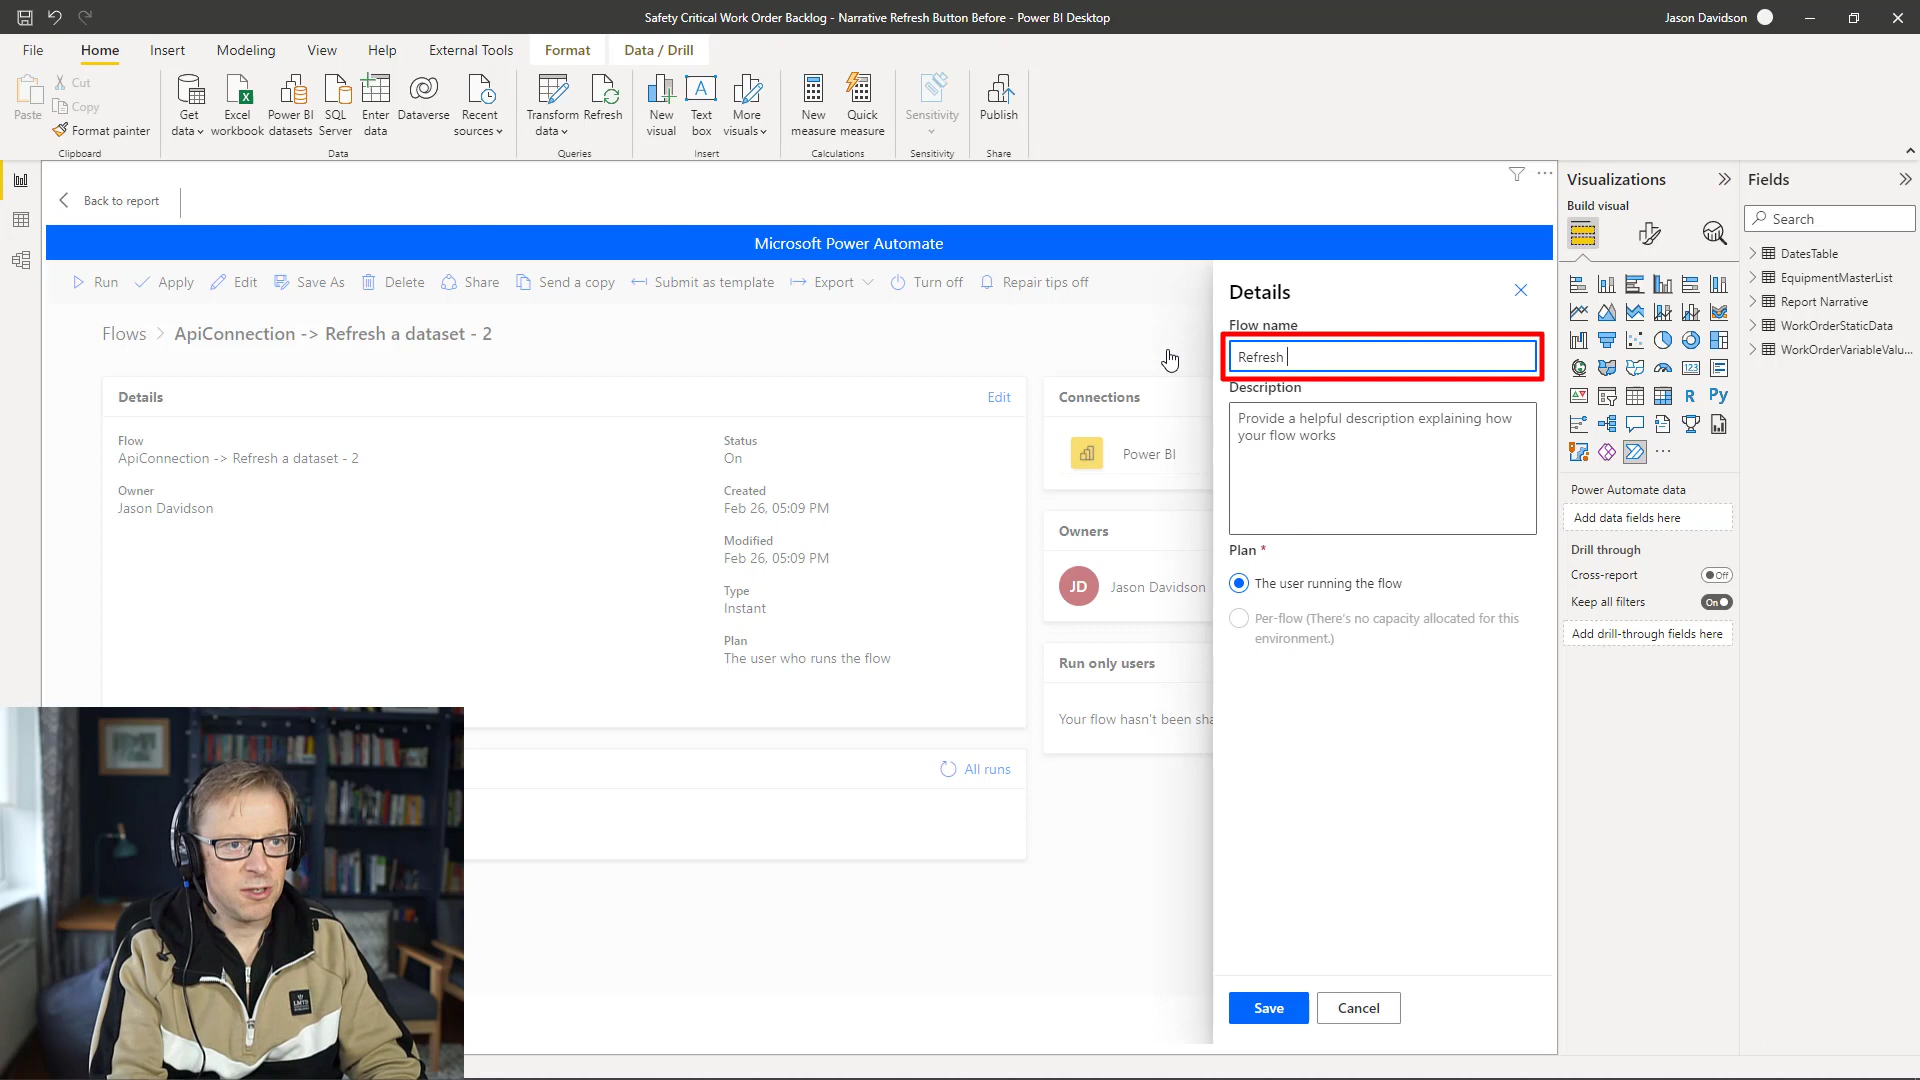 Safety Critical Work Order Backlog - Narrative Refresh Button Before - Power BI Desktop
Jason Davidson
File
Home
Insert
Modeling
View
Help
External Tools
Format
Data / Drill
Paste
Cut
Copy
Format painter
Clipboard
Get data
Excel workbook
Power BI datasets
SQL Server
Enter data
Dataverse
Recent sources
Data
Transform data
Refresh
Queries
New visual
Text box
More visuals
Insert
New measure
Quick measure
Calculations
Sensitivity
Sensitivity
Publish
Share
Back to report
Microsoft Power Automate
Run
Apply
Edit
Save As
Delete
Share
Send a copy
Submit as template
Export
Turn off
Repair tips off
Flows > ApiConnection -> Refresh a dataset - 2
Details
Edit
Flow
ApiConnection -> Refresh a dataset - 2
Owner
Jason Davidson
Status
On
Created
Feb 26, 05:09 PM
Modified
Feb 26, 05:09 PM
Type
Instant
Plan
The user who runs the flow
All runs
Connections
Power BI
Owners
JD
Jason Davidson
Run only users
Your flow hasn't been sha
Details
Flow name
Refresh
Description
Provide a helpful description explaining how
your flow works
Plan *
The user running the flow
Per-flow (There's no capacity allocated for this
environment.)
Save
Cancel
Visualizations
Build visual
123
R
Py
Power Automate data
Add data fields here
Drill through
Cross-report
Off
Keep all filters
On
Add drill-through fields here
Fields
Search
DatesTable
EquipmentMasterList
Report Narrative
WorkOrderStaticData
WorkOrderVariableValu...